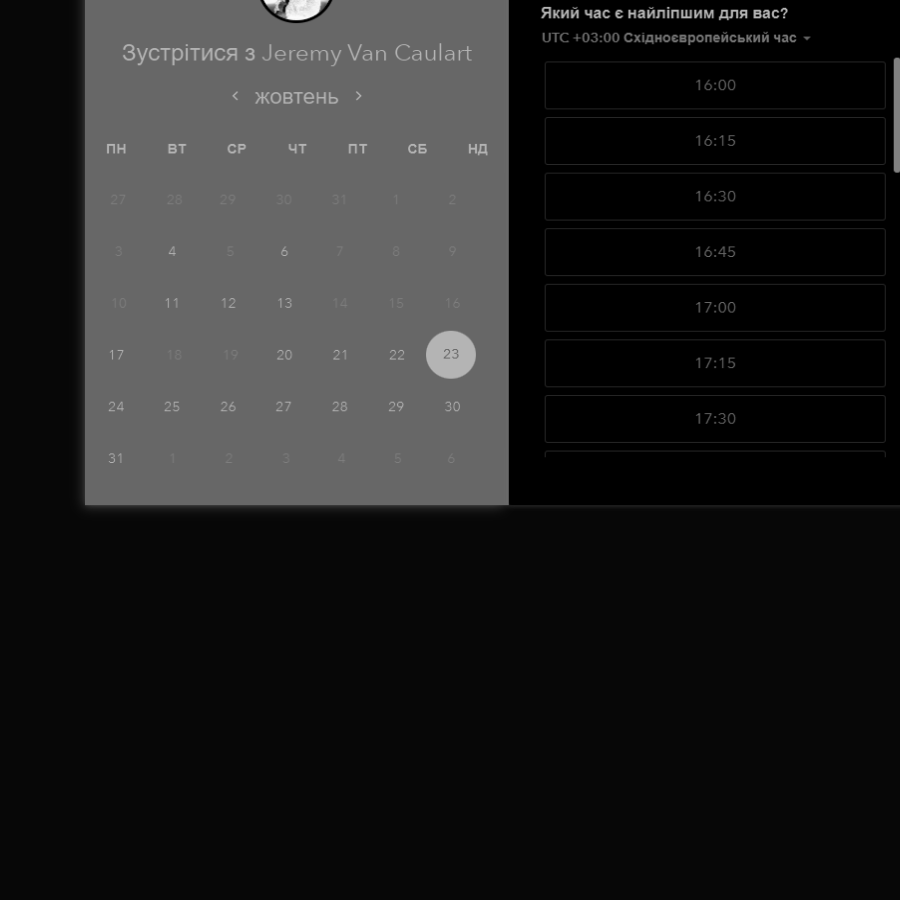 Зустрітися з Jeremy Van Caulart
жовтень
ПН ВТ СР ЧТ ПТ СБ НД
27 28 29 30 31 1 2
3 4 5 6 7 8 9
10 11 12 13 14 15 16
17 18 19 20 21 22 23
24 25 26 27 28 29 30
31 1 2 3 4 5 6
Який час є найліпшим для вас?
UTC +03:00 Східноєвропейський час
16:00
16:15
16:30
16:45
17:00
17:15
17:30